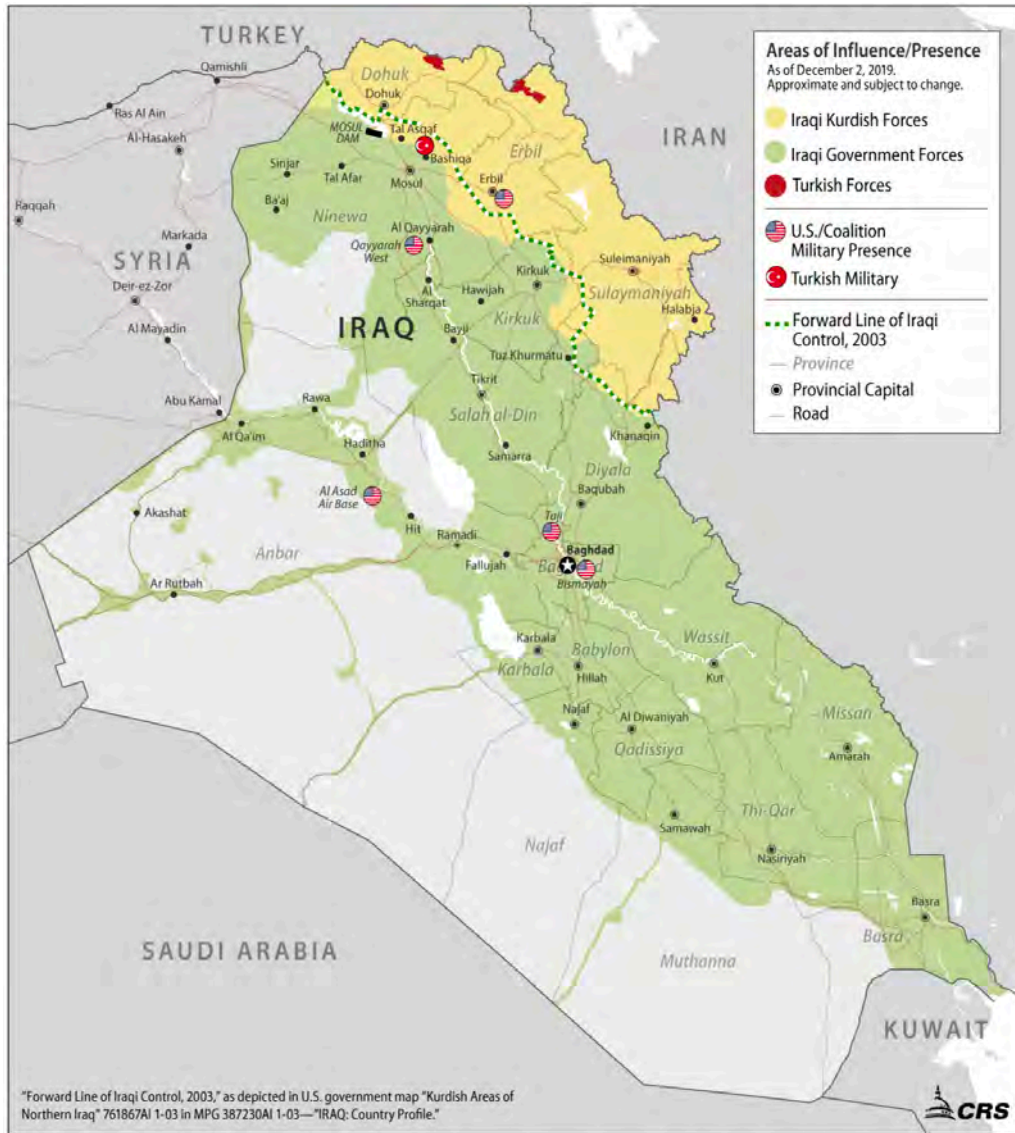 TURKEY
Qamishli
Ras Al Ain
Al-Hasakeh
Raqqah
Markada
SYRIA
Deir-ez-Zor
Al Mayadin
Abu Kamal
IRAN
Dohuk
Dohuk
MOSUL
DAM
Tal Asqaf
Bashiqa
Erbil
Erbil
Sinjar
Tal Afar
Mosul
Ba'aj
Ninewa
Al Qayyarah
Qayyarah
West
Al
Sharqat
Hawijah
Kirkuk
Kirkuk
Suleimaniyah
Sulaymaniyah
Halabja
IRAQ
Bayji
Tuz Khurmatu
Tikrit
Salah al-Din
Rawa
Al Qa'im
Haditha
Samarra
Khanaqin
Diyala
Baqubah
Al Asad
Air Base
Akashat
Hit
Ramadi
Taji
Anbar
Fallujah
Baghdad
Baghdad
Bismayah
Ar Rutbah
Karbala
Karbala
Babylon
Hillah
Wassit
Kut
Najaf
Al Diwaniyah
Qadissiya
Missan
Amarah
Samawah
Thi-Qar
Nasiriyah
Najaf
Basra
Basra
Muthanna
SAUDI ARABIA
KUWAIT
Areas of Influence/Presence
As of December 2, 2019.
Approximate and subject to change.
Iraqi Kurdish Forces
Iraqi Government Forces
Turkish Forces
U.S./Coalition
Military Presence
Turkish Military
Forward Line of Iraqi
Control, 2003
Province
Provincial Capital
Road
"Forward Line of Iraqi Control, 2003," as depicted in U.S. government map "Kurdish Areas of
Northern Iraq" 761867AI 1-03 in MPG 387230AI 1-03—"IRAQ: Country Profile."
CRS